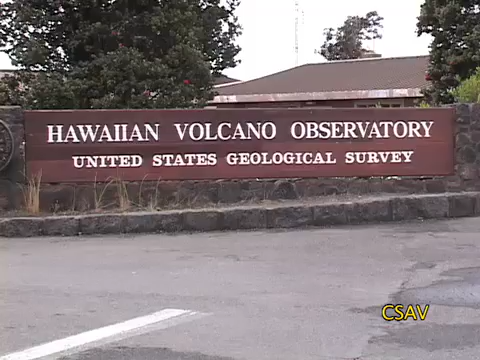 HAWAIIAN VOLCANO OBSERVATORY
UNITED STATES GEOLOGICAL SURVEY
CSAV